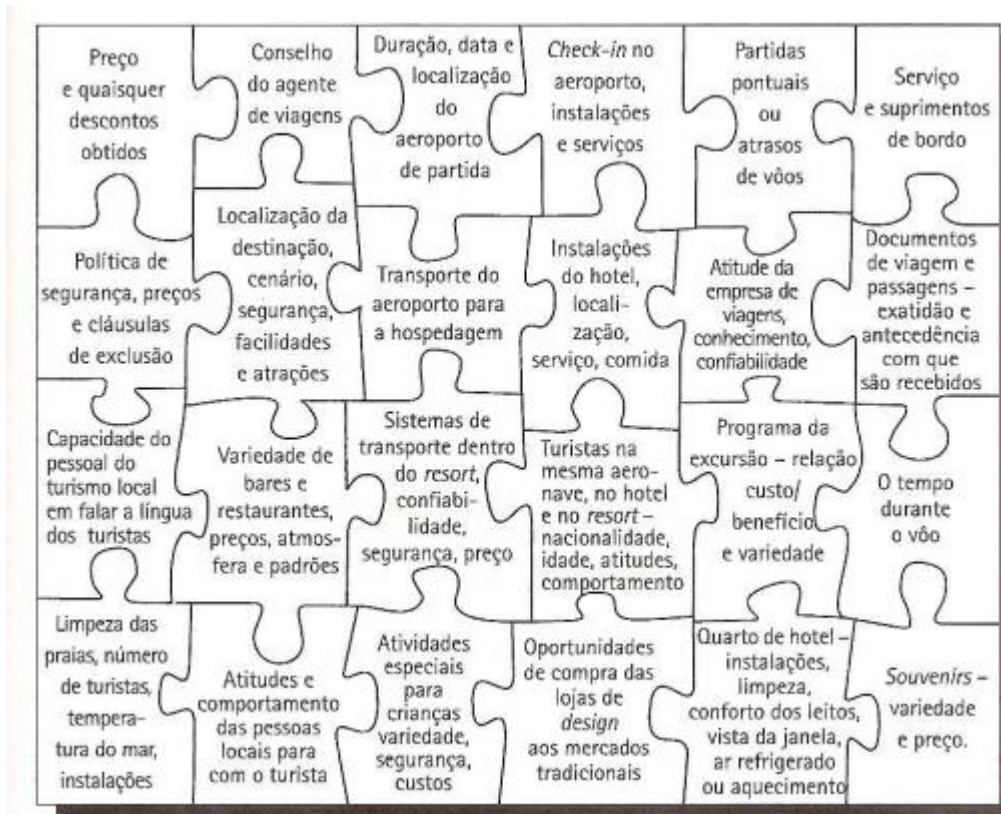 Preço
e quaisquer
descontos
obtidos
Conselho
do agente
de viagens
Duração, data e
localização
do
aeroporto
de partida
Check-in no
aeroporto,
instalações
e serviços
Partidas
pontuais
ou
atrasos
de vôos
Serviço
e suprimentos
de bordo
Política de
segurança, preços
e cláusulas
de exclusão
Localização da
destinação,
cenário,
segurança,
facilidades
e atrações
Transporte do
aeroporto para
a hospedagem
Instalações
do hotel,
locali-
zação,
serviço, comida
Atitude da
empresa de
viagens,
conhecimento,
confiabilidade
Documentos
de viagem e
passagens –
exatidão e
antecedência
com que
são recebidos
Capacidade do
pessoal do
turismo local
em falar a língua
dos turistas
Variedade de
bares e
restaurantes,
preços, atmos-
fera e padrões
Sistemas de
transporte dentro
do resort,
confiabi-
lidade,
segurança, preço
Turistas na
mesma aero-
nave, no hotel
e no resort –
nacionalidade,
idade, atitudes,
comportamento
Programa da
excursão – relação
custo/
benefício
e variedade
O tempo
durante
o vôo
Limpeza das
praias, número
de turistas,
tempera-
tura do mar,
instalações
Atitudes e
comportamento
das pessoas
locais para
com o turista
Atividades
especiais
para
crianças
variedade,
segurança,
custos
Oportunidades
de compra das
lojas de
design
aos mercados
tradicionais
Quarto de hotel –
instalações,
limpeza,
conforto dos leitos,
vista da janela,
ar refrigerado
ou aquecimento
Souvenirs –
variedade
e preço.